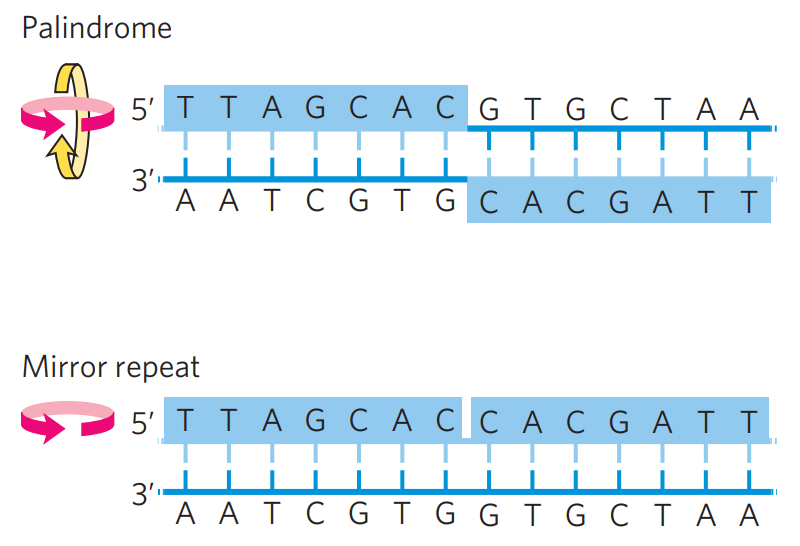 Palindrome
5′ T T A G C A C G T G C T A A
3′ A A T C G T G C A C G A T T
Mirror repeat
5′ T T A G C A C C A C G A T T
3′ A A T C G T G G T G C T A A